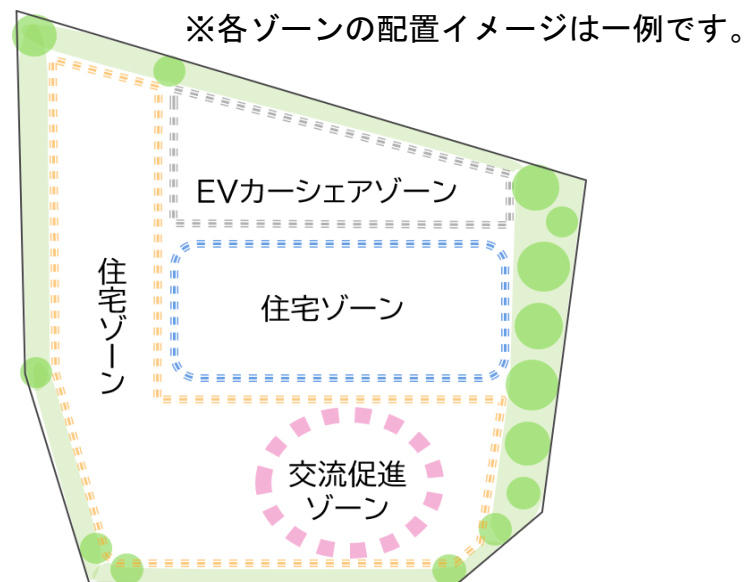 ※各ゾーンの配置イメージは一例です。
EVカーシェアゾーン
住宅ゾーン
住宅ゾーン
交流促進
ゾーン